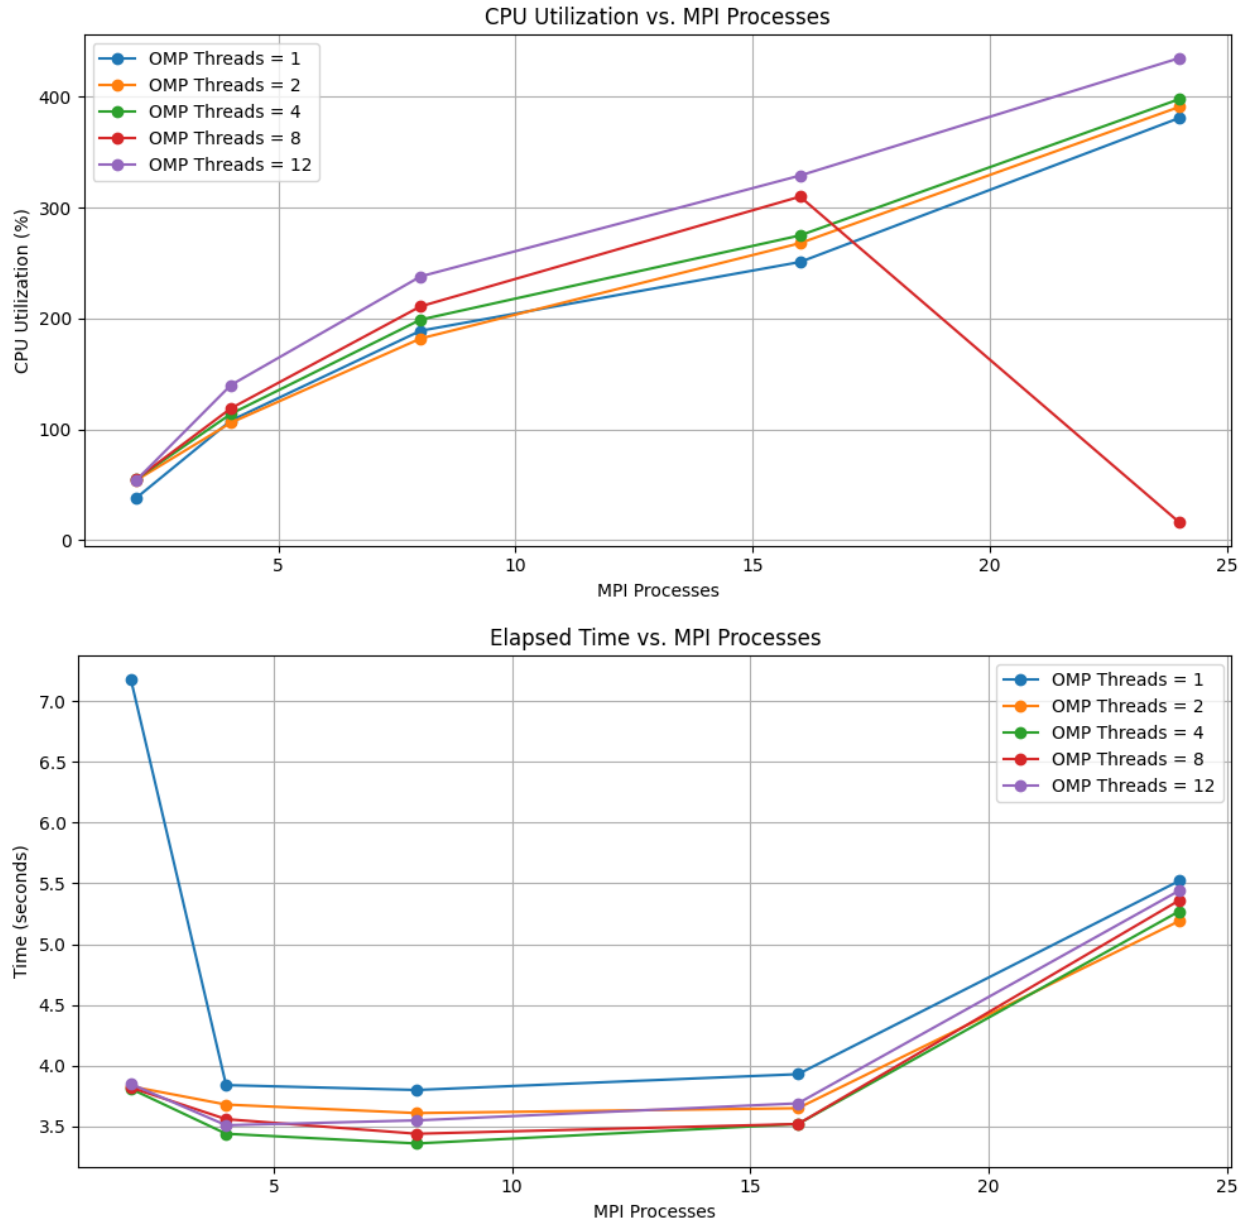 CPU Utilization vs. MPI Processes
OMP Threads = 1
OMP Threads = 2
OMP Threads = 4
OMP Threads = 8
OMP Threads = 12
CPU Utilization (%)
400
300
200
100
0
5 10 15 20 25
MPI Processes
Elapsed Time vs. MPI Processes
OMP Threads = 1
OMP Threads = 2
OMP Threads = 4
OMP Threads = 8
OMP Threads = 12
Time (seconds)
7.0
6.5
6.0
5.5
5.0
4.5
4.0
3.5
5 10 15 20 25
MPI Processes